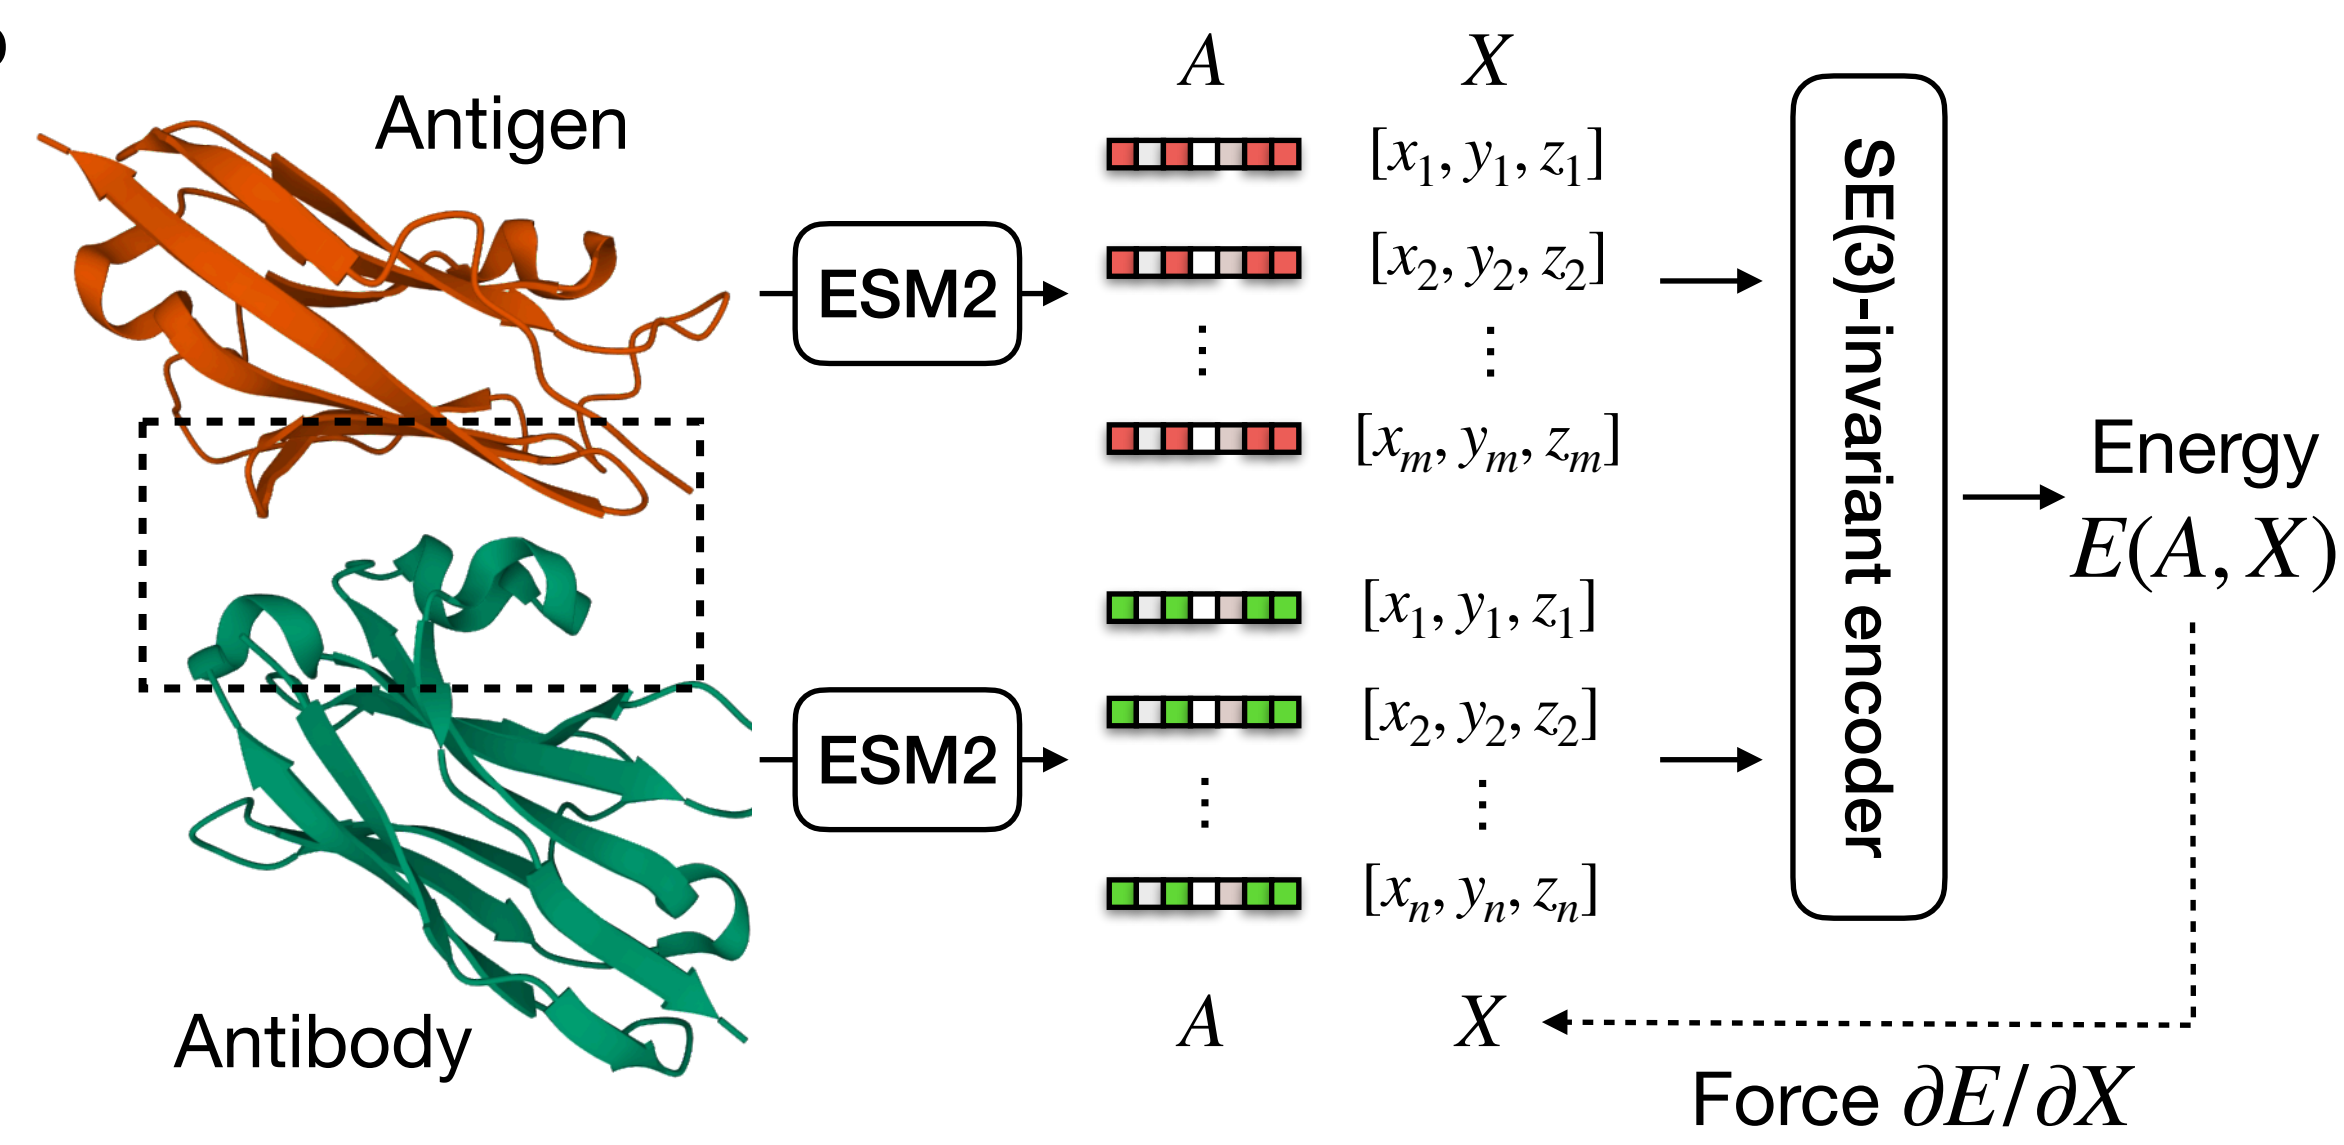 A X
Antigen
[x₁, y₁, z₁]
ESM2
[x₂, y₂, z₂]
⋮ ⋮
[xₘ, yₘ, zₘ]
SE(3)-invariant encoder
Energy
E(A, X)
[x₁, y₁, z₁]
ESM2
[x₂, y₂, z₂]
⋮ ⋮
[xₙ, yₙ, zₙ]
Antibody
A X
Force ∂E/∂X